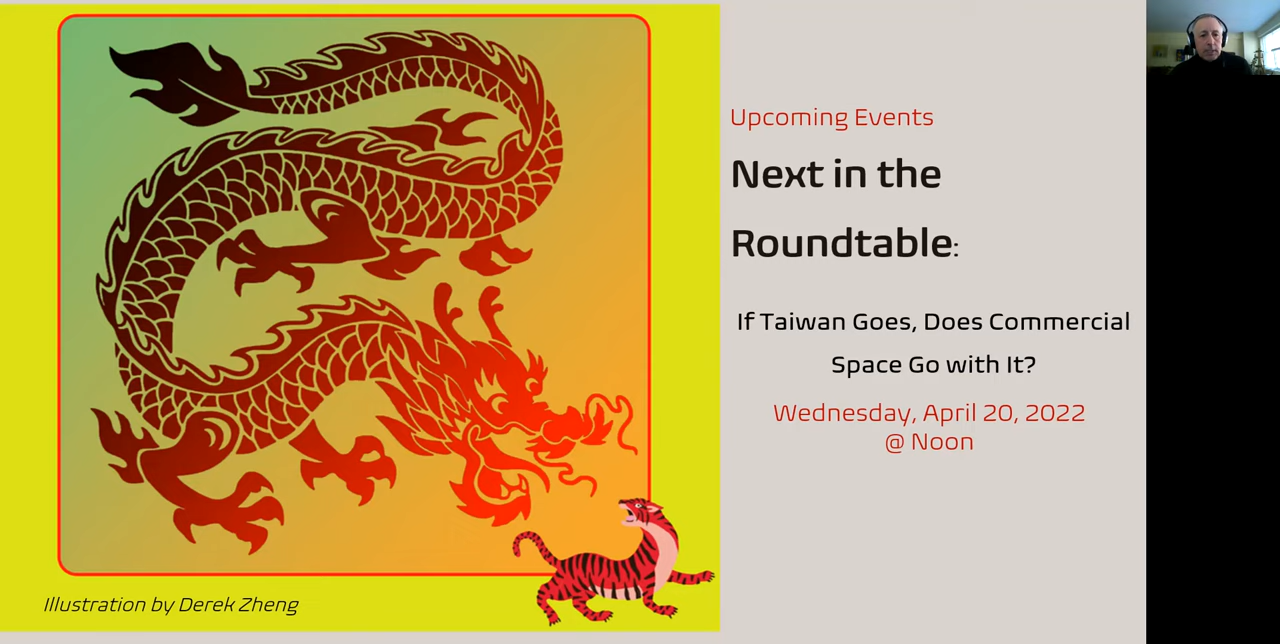 Upcoming Events
Next in the
Roundtable:
If Taiwan Goes, Does Commercial
Space Go with It?
Wednesday, April 20, 2022
@ Noon
Illustration by Derek Zheng